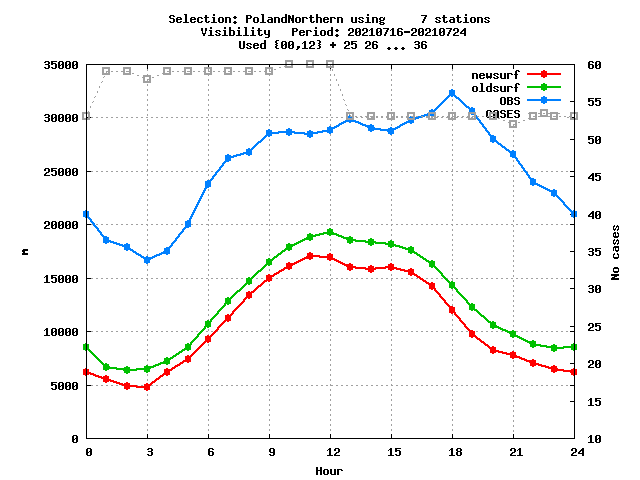 Selection: PolandNorthern using     7 stations
Visibility   Period: 20210716-20210724
Used {00,12} + 25 26 ... 36
35000
30000
25000
20000
15000
10000
5000
0
m
60
55
50
45
40
35
30
25
20
15
10
No cases
newsurf
oldsurf
OBS
CASES
0 3 6 9 12 15 18 21 24
Hour